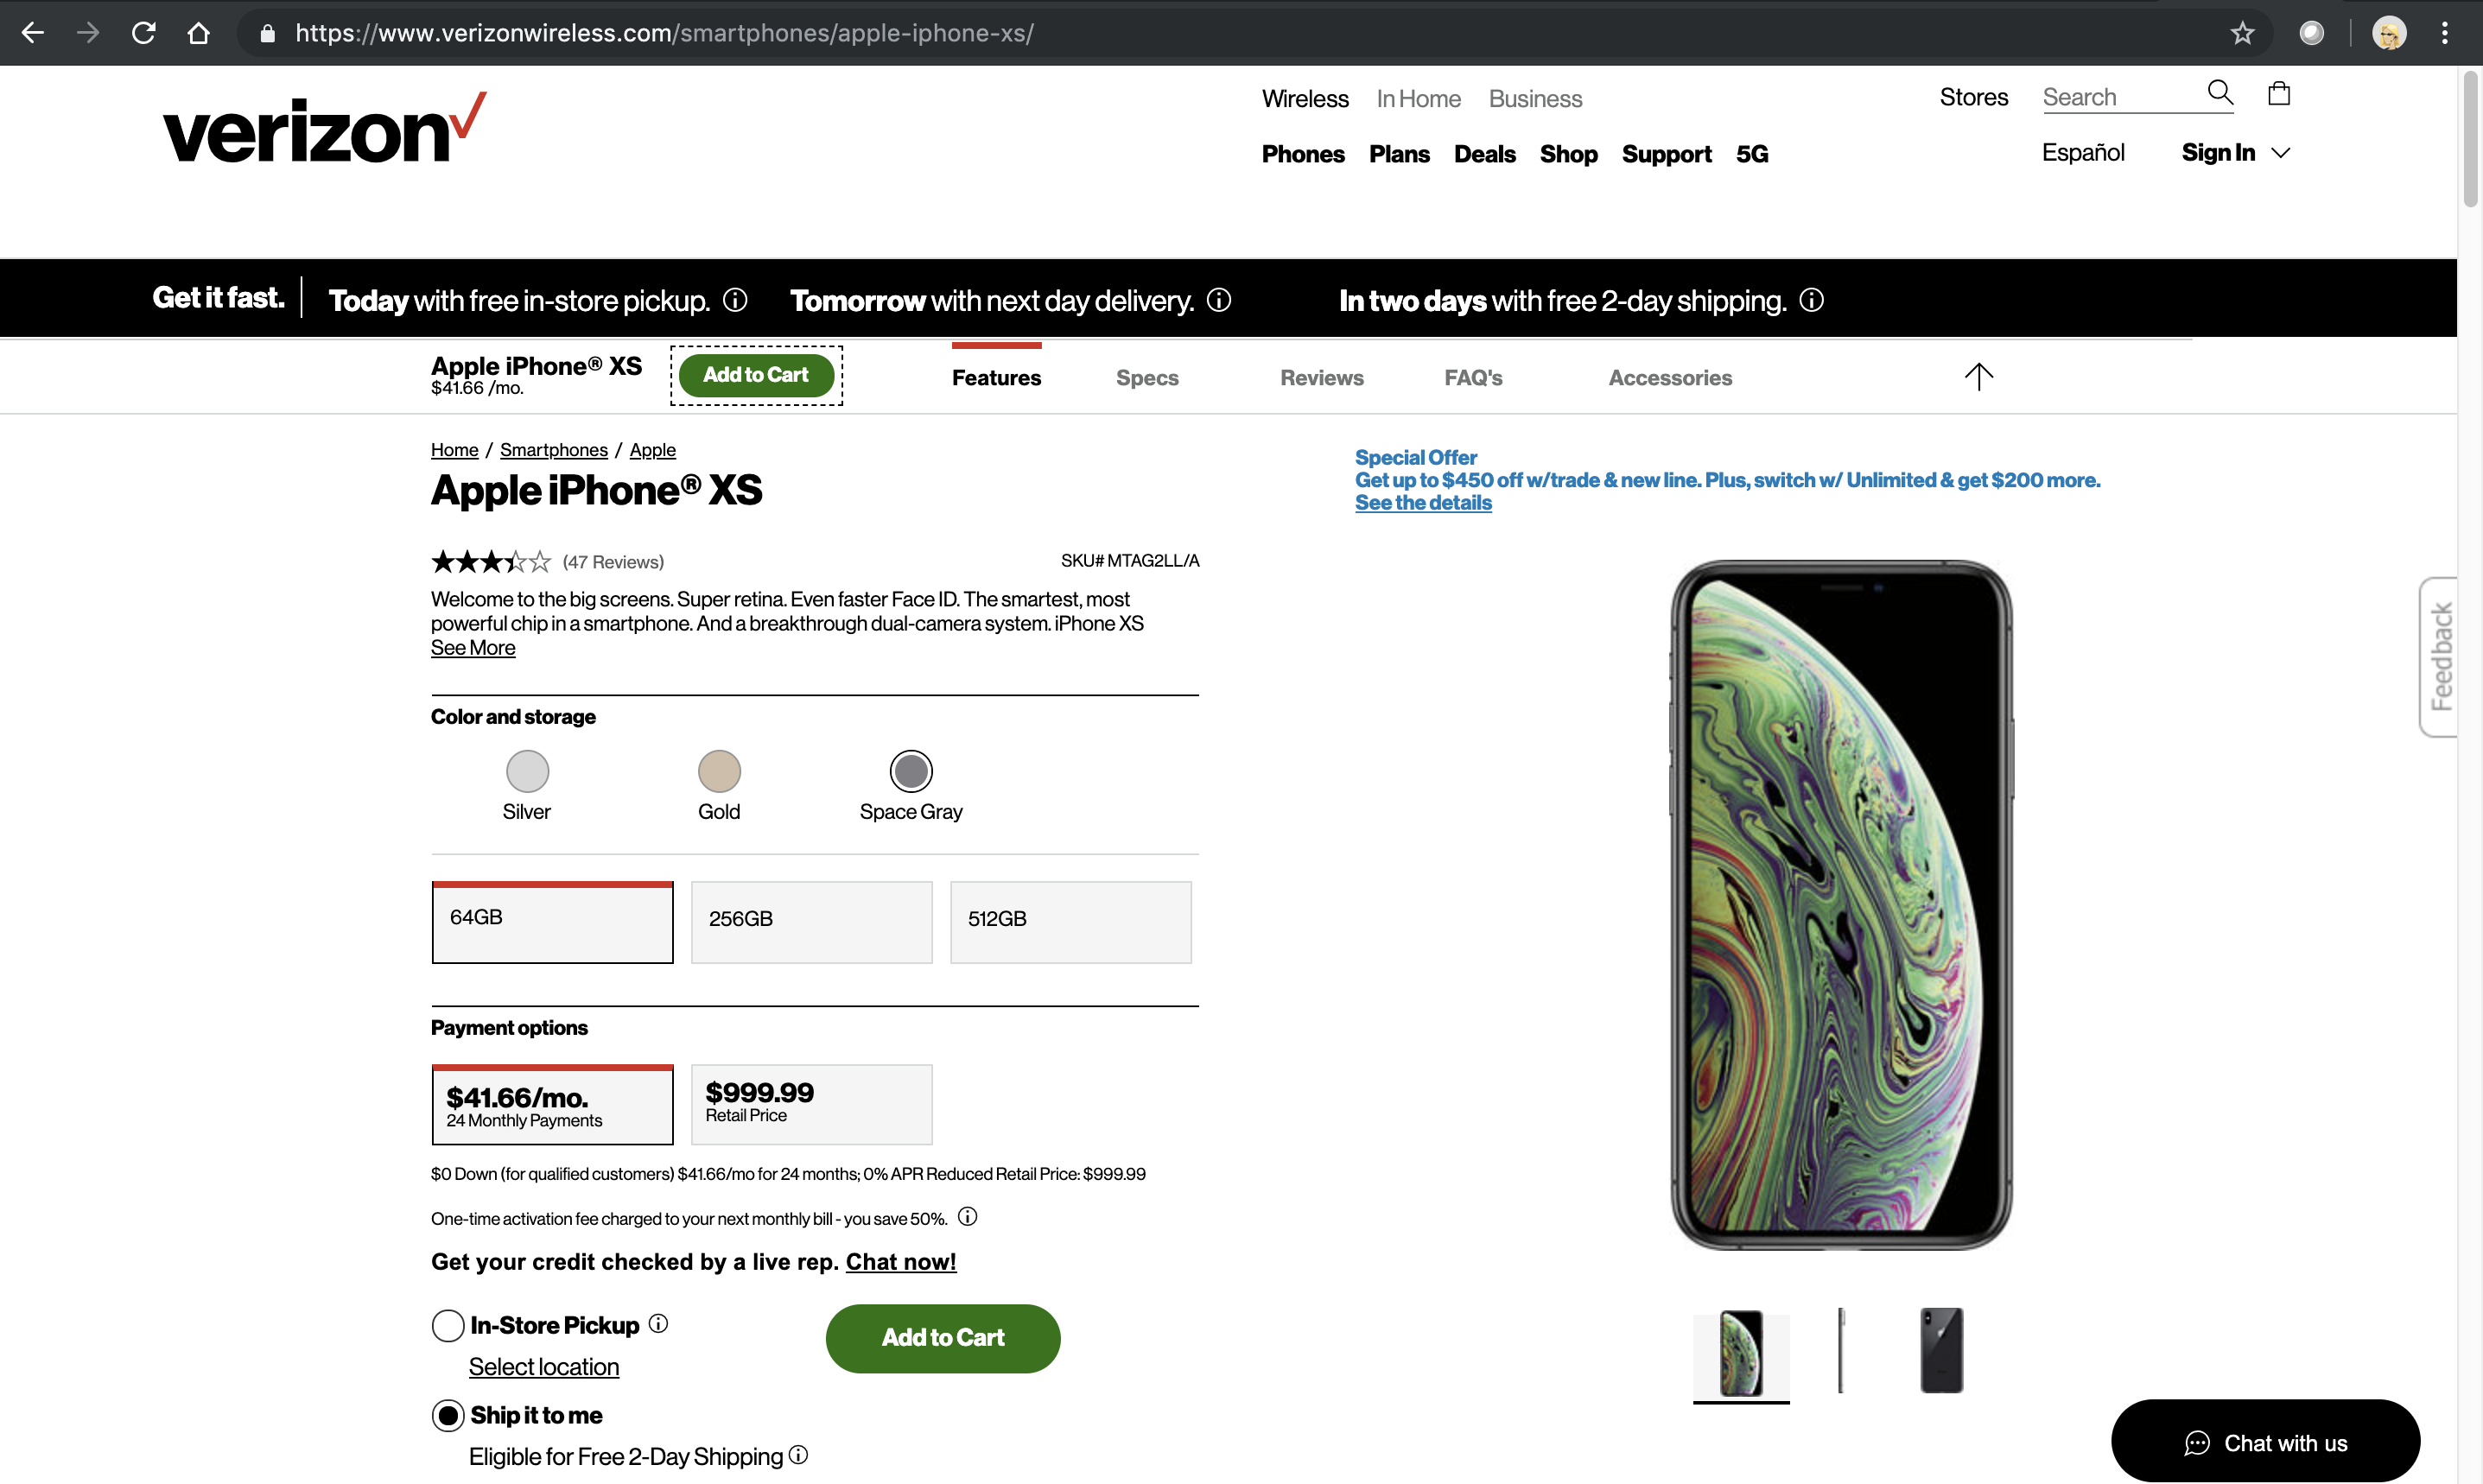 https://www.verizonwireless.com/smartphones/apple-iphone-xs/
verizon
Wireless In Home Business
Stores Search
Phones Plans Deals Shop Support 5G
Español Sign In
Get it fast. Today with free in-store pickup. Tomorrow with next day delivery. In two days with free 2-day shipping.
Apple iPhone® XS
$41.66 /mo.
Add to Cart
Features Specs Reviews FAQ's Accessories
Home / Smartphones / Apple
Apple iPhone® XS
(47 Reviews) SKU# MTAG2LL/A
Welcome to the big screens. Super retina. Even faster Face ID. The smartest, most
powerful chip in a smartphone. And a breakthrough dual-camera system. iPhone XS
See More
Color and storage
Silver Gold Space Gray
64GB 256GB 512GB
Payment options
$41.66/mo.
24 Monthly Payments
$999.99
Retail Price
$0 Down (for qualified customers) $41.66/mo for 24 months; 0% APR Reduced Retail Price: $999.99
One-time activation fee charged to your next monthly bill - you save 50%.
Get your credit checked by a live rep. Chat now!
In-Store Pickup
Select location
Add to Cart
Ship it to me
Eligible for Free 2-Day Shipping
Special Offer
Get up to $450 off w/trade & new line. Plus, switch w/ Unlimited & get $200 more.
See the details
Feedback
Chat with us